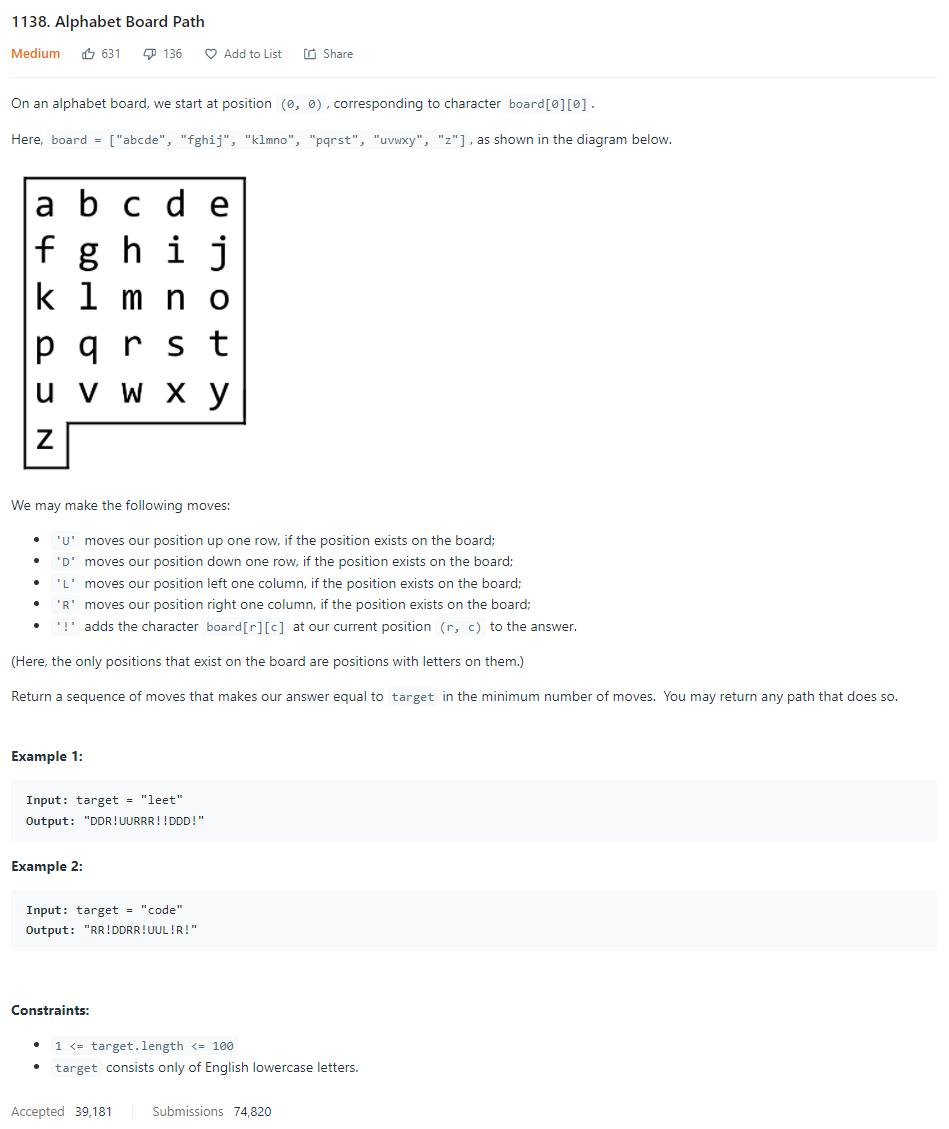 1138. Alphabet Board Path
Medium 631 136 Add to List Share
On an alphabet board, we start at position (0, 0), corresponding to character board[0][0].
Here, board = ["abcde", "fghij", "klmno", "pqrst", "uvwxy", "z"], as shown in the diagram below.
a b c d e
f g h i j
k l m n o
p q r s t
u v w x y
z
We may make the following moves:
• 'U' moves our position up one row, if the position exists on the board;
• 'D' moves our position down one row, if the position exists on the board;
• 'L' moves our position left one column, if the position exists on the board;
• 'R' moves our position right one column, if the position exists on the board;
• '!' adds the character board[r][c] at our current position (r, c) to the answer.
(Here, the only positions that exist on the board are positions with letters on them.)
Return a sequence of moves that makes our answer equal to target in the minimum number of moves. You may return any path that does so.
Example 1:
Input: target = "leet"
Output: "DDR!UURRR!!DDD!"
Example 2:
Input: target = "code"
Output: "RR!DDRR!UUL!R!"
Constraints:
• 1 <= target.length <= 100
• target consists only of English lowercase letters.
Accepted 39,181 Submissions 74,820